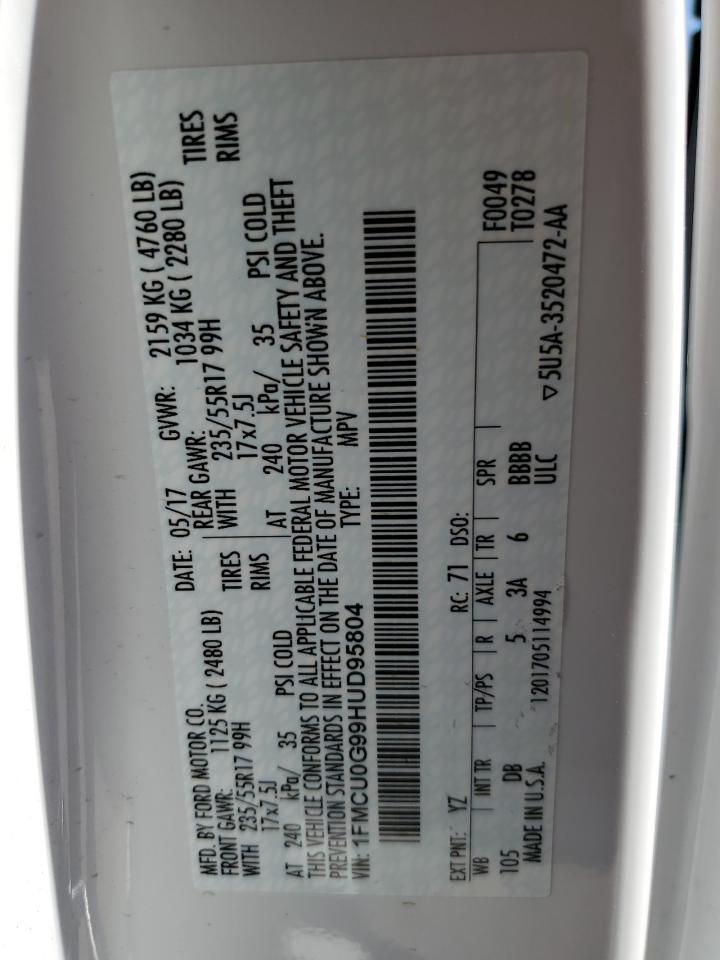 MFD. BY FORD MOTOR CO.
DATE: 05/17 GVWR: 2159 KG ( 4760 LB)
FRONT GAWR: 1125 KG ( 2480 LB)
REAR GAWR: 1034 KG ( 2280 LB)
WITH 235/55R17 99H TIRES
WITH 235/55R17 99H TIRES
17x7.5J RIMS
17x7.5J RIMS
AT 240 kPa/ 35 PSI COLD
AT 240 kPa/ 35 PSI COLD
THIS VEHICLE CONFORMS TO ALL APPLICABLE FEDERAL MOTOR VEHICLE SAFETY AND THEFT
PREVENTION STANDARDS IN EFFECT ON THE DATE OF MANUFACTURE SHOWN ABOVE.
VIN: 1FMCU0G99HUD95804 TYPE: MPV
EXT PNT: YZ RC: 71 DSO: F0049
T0278
WB INT TR TP/PS R AXLE TR SPR
105 DB 5 3A 6 BBBB
ULC
MADE IN U.S.A. 1201705114994
▽5U5A-3520472-AA